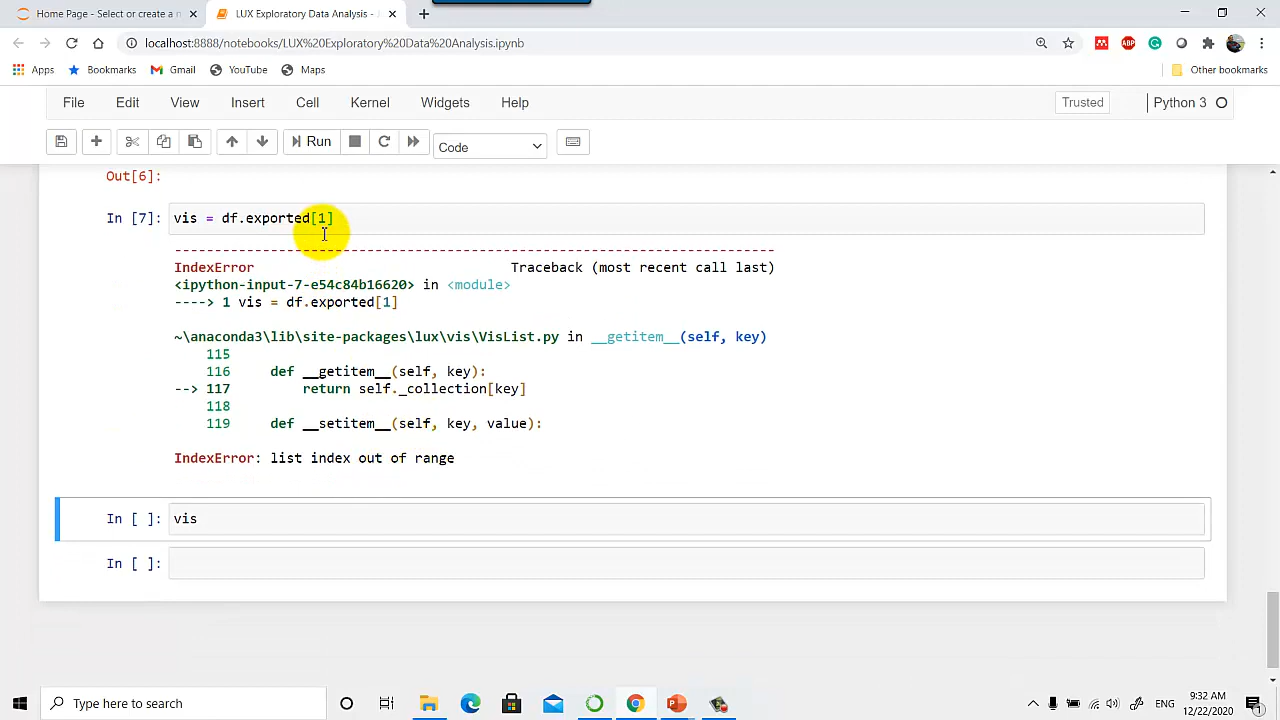 Home Page - Select or create a n
LUX Exploratory Data Analysis -
localhost:8888/notebooks/LUX%20Exploratory%20Data%20Analysis.ipynb
ABP
Apps
Bookmarks
Gmail
YouTube
Maps
Other bookmarks
File
Edit
View
Insert
Cell
Kernel
Widgets
Help
Trusted
Python 3
Run
Code
Out[6]:
In [7]: vis = df.exported[1]
---------------------------------------------------------------------------
IndexError                                Traceback (most recent call last)
<ipython-input-7-e54c84b16620> in <module>
----> 1 vis = df.exported[1]
~\anaconda3\lib\site-packages\lux\vis\VisList.py in __getitem__(self, key)
115
116     def __getitem__(self, key):
--> 117         return self._collection[key]
118
119     def __setitem__(self, key, value):
IndexError: list index out of range
In [ ]: vis
In [ ]:
Type here to search
ENG
9:32 AM
12/22/2020